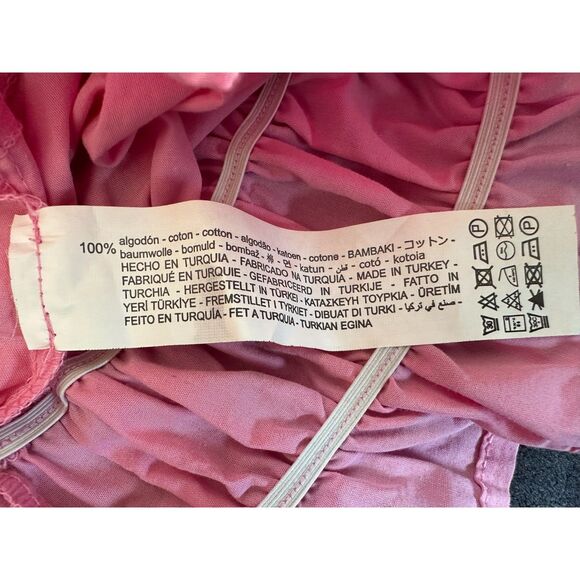 100% algodón - coton - cotton - algodão - katoen - cotone - BAMBAKI - コットン -
baumwolle - bomuld - bombaž - 棉 - 면 - katun - قطن - cotó - kotoia
HECHO EN TURQUIA - FABRICADO NA TURQUIA - MADE IN TURKEY -
FABRIQUÉ EN TURQUIE - GEFABRICEERD IN TURKIJE - FATTO IN
TURCHIA - HERGESTELLT IN TÜRKEI - ΚΑΤΑΣΚΕΥΗ ΤΟΥΡΚΙΑ - ÜRETİM
YERİ TÜRKİYE - FREMSTILLET I TYRKIET - DIBUAT DI TURKI - صنع في تركيا -
FEITO EN TURQUÍA - FET A TURQUIA - TURKIAN EGINA